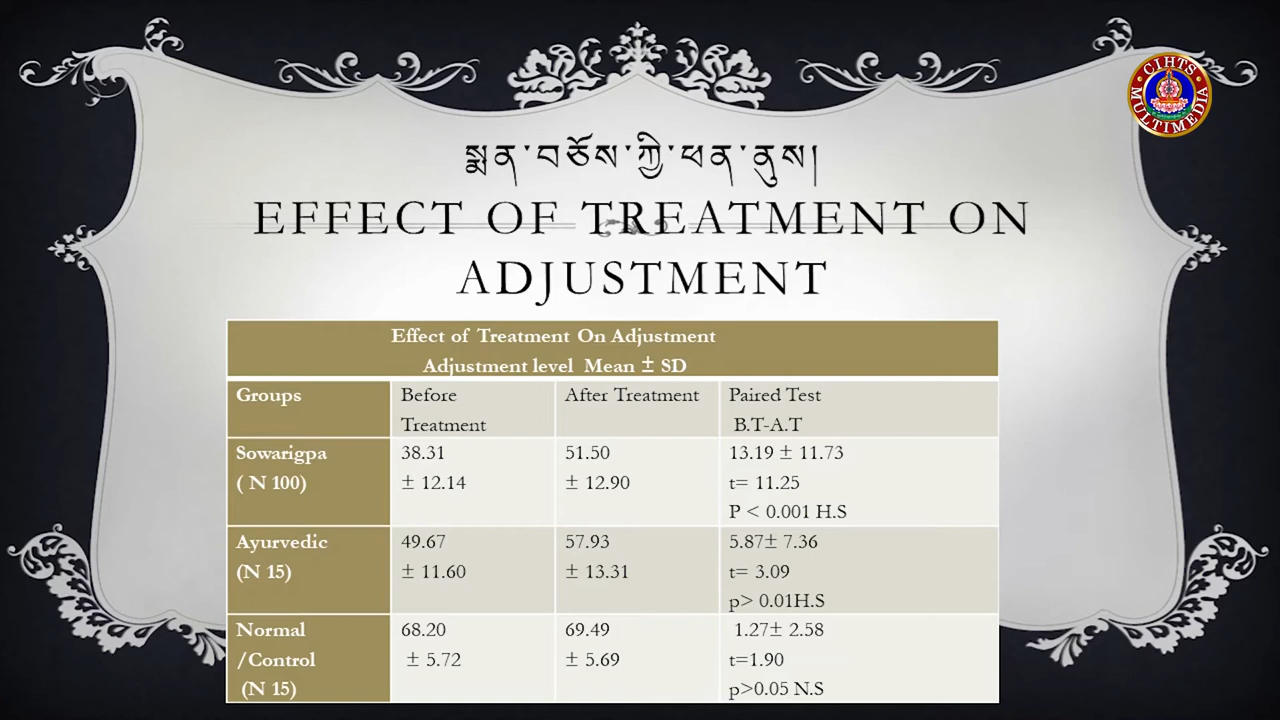 CIHTS
MULTIMEDIA
སྨན་བཅོས་ཀྱི་ཕན་ནུས།
EFFECT OF TREATMENT ON
ADJUSTMENT
Effect of Treatment On Adjustment
Adjustment level Mean ± SD
Groups
Before
Treatment
After Treatment
Paired Test
B.T-A.T
Sowarigpa
( N 100)
38.31
± 12.14
51.50
± 12.90
13.19 ± 11.73
t= 11.25
P < 0.001 H.S
Ayurvedic
(N 15)
49.67
± 11.60
57.93
± 13.31
5.87± 7.36
t= 3.09
p> 0.01H.S
Normal
/Control
(N 15)
68.20
± 5.72
69.49
± 5.69
1.27± 2.58
t=1.90
p>0.05 N.S